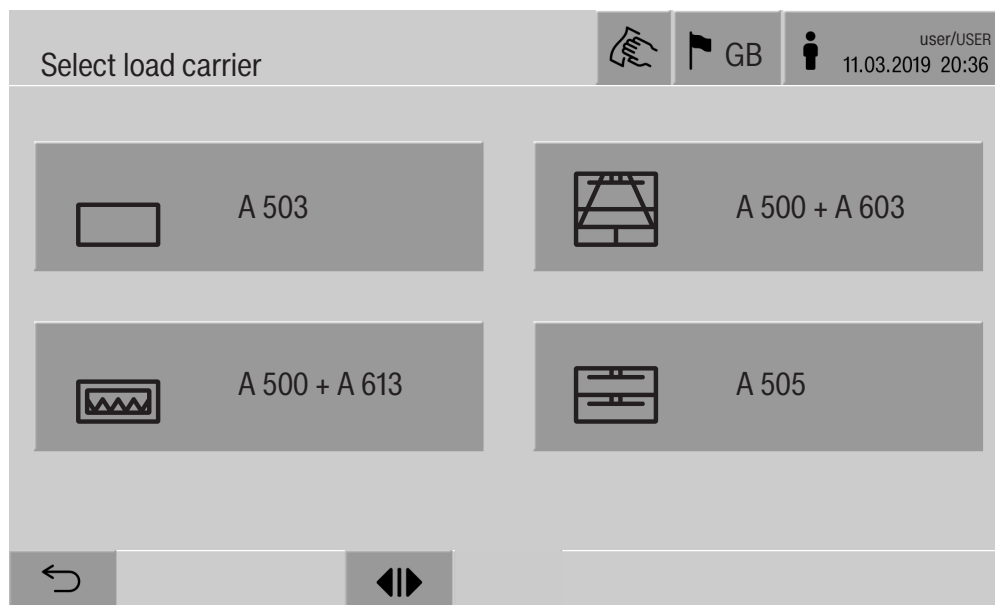 Select load carrier
GB
user/USER
11.03.2019 20:36
A 503
A 500 + A 603
A 500 + A 613
A 505